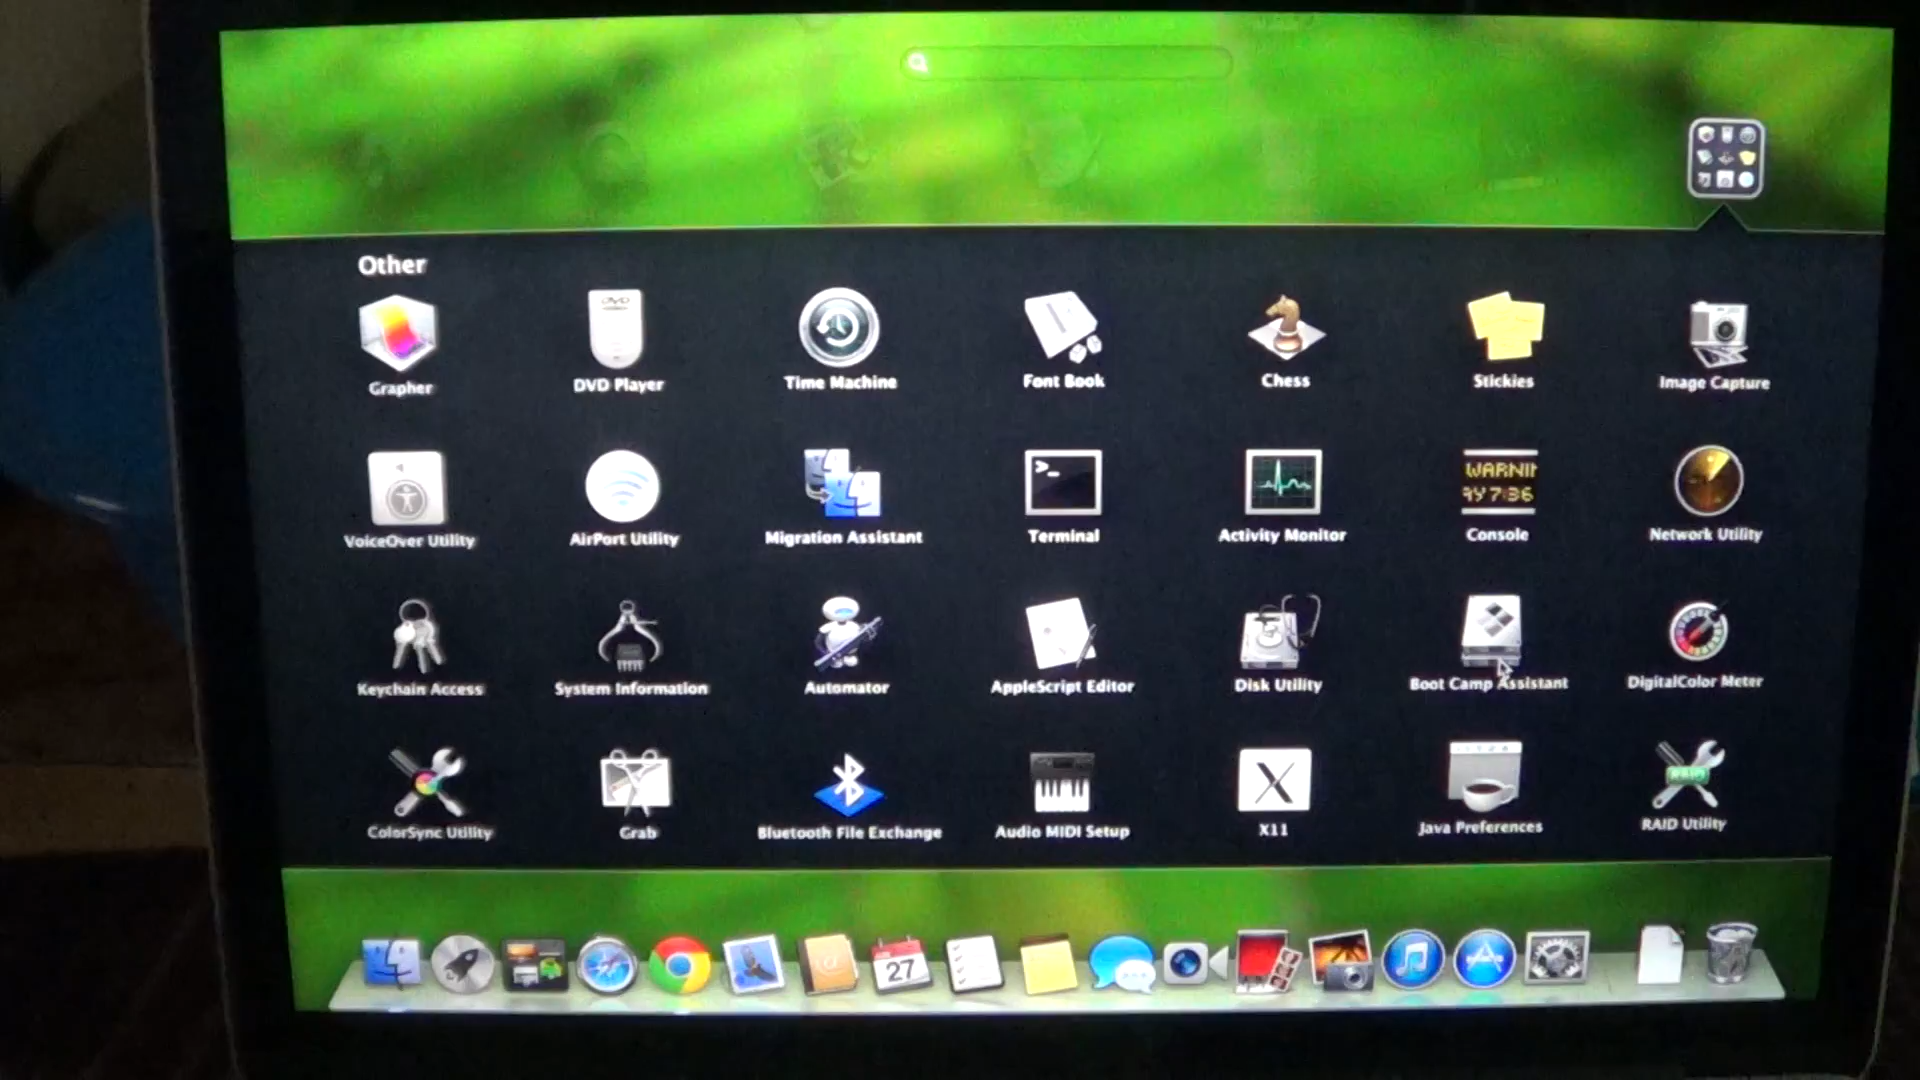 Other
Grapher
DVD Player
Time Machine
Font Book
Chess
Stickies
Image Capture
VoiceOver Utility
AirPort Utility
Migration Assistant
Terminal
Activity Monitor
WARNIN
Console
Network Utility
Keychain Access
System Information
Automator
AppleScript Editor
Disk Utility
Boot Camp Assistant
DigitalColor Meter
ColorSync Utility
Grab
Bluetooth File Exchange
Audio MIDI Setup
X
X11
Java Preferences
RAID Utility
27